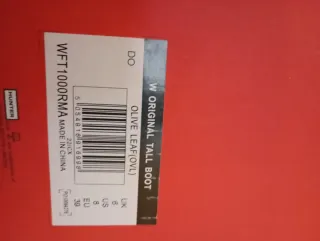 W ORIGINAL TALL BOOT
DO
OLIVE LEAF(OVL)
UK
US
EU
6
8
39
WFT1000RMA
MADE IN CHINA
HUNTER